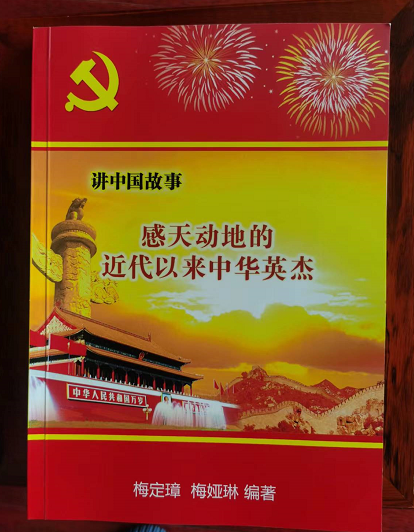 讲中国故事
感天动地的
近代以来中华英杰
中华人民共和国万岁
梅定璋 梅娅琳 编著